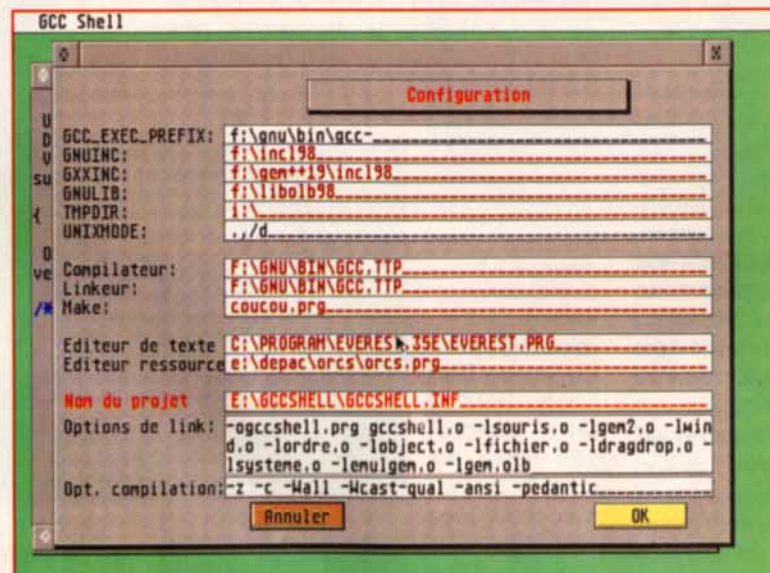 GCC Shell
Configuration
GCC_EXEC_PREFIX: f:\gnu\bin\gcc-
GNUINC: f:\incl98
GXXINC: f:\gem++19\incl98
GNULIB: f:\libolb98
TMPDIR: i:\
UNIXMODE: .,/d
Compilateur: F:\GNU\BIN\GCC.TTP
Linkeur: F:\GNU\BIN\GCC.TTP
Make: coucou.prg
Editeur de texte C:\PROGRAM\EVEREST.35E\EVEREST.PRG
Editeur ressource e:\depac\orcs\orcs.prg
Nom du projet E:\GCCSHELL\GCCSHELL.INF
Options de link: -ogccshell.prg gccshell.o -lsouris.o -lgem2.o -lwin
d.o -lordre.o -lobject.o -lfichier.o -ldragdrop.o -
lsysteme.o -lemulgem.o -lgem.olb
Opt. compilation: -z -c -Wall -Wcast-qual -ansi -pedantic
Annuler OK